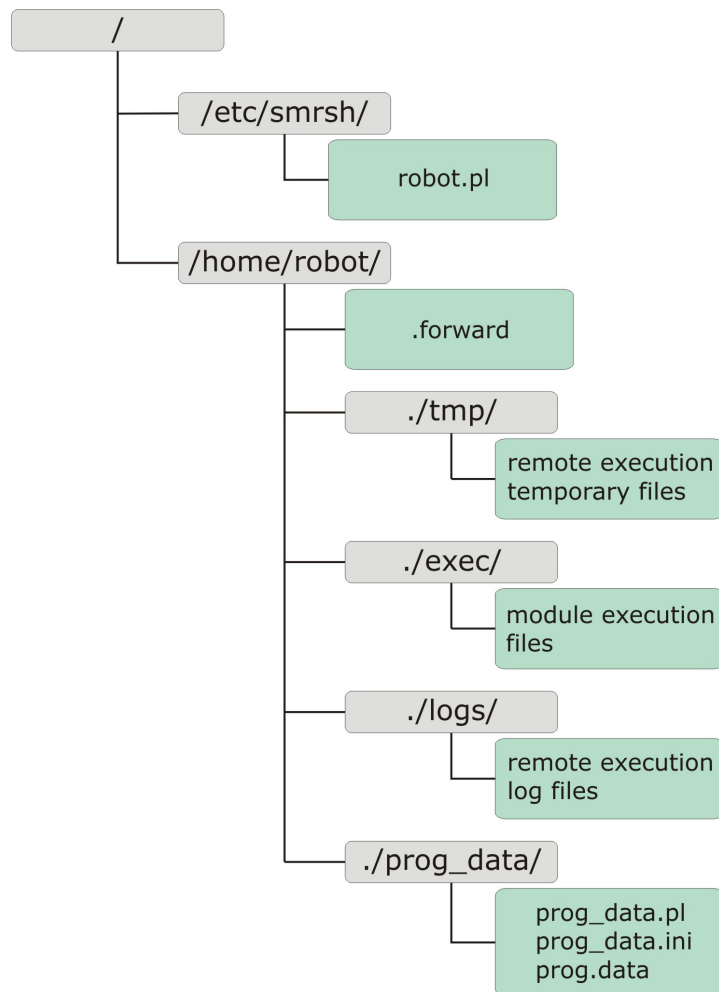 /
/etc/smrsh/
robot.pl
/home/robot/
.forward
./tmp/
remote execution
temporary files
./exec/
module execution
files
./logs/
remote execution
log files
./prog_data/
prog_data.pl
prog_data.ini
prog.data